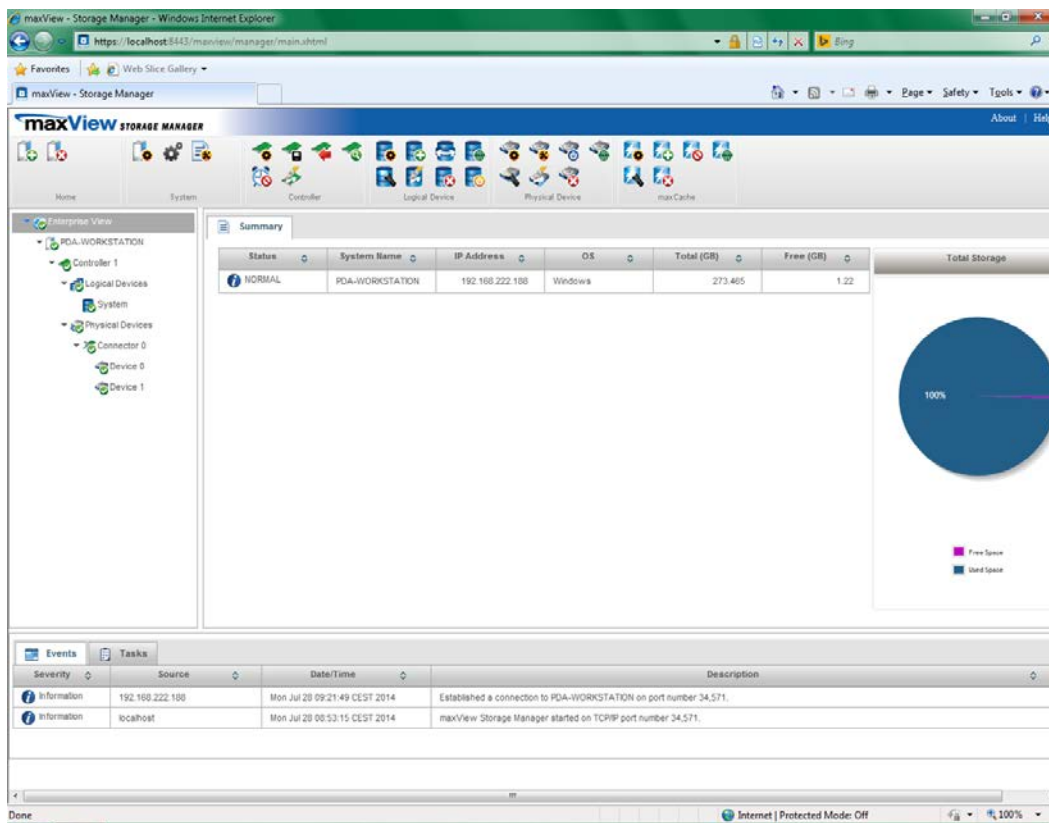 maxView - Storage Manager - Windows Internet Explorer
https://localhost:8443/maxview/manager/main.xhtml
Bing
Favorites Web Slice Gallery
maxView - Storage Manager
Page Safety Tools
maxView STORAGE MANAGER
About | Help
Home System Controller Logical Device Physical Device maxCache
Enterprise View
PDA-WORKSTATION
Controller 1
Logical Devices
System
Physical Devices
Connector 0
Device 0
Device 1
Summary
Status System Name IP Address OS Total (GB) Free (GB)
NORMAL PDA-WORKSTATION 192.168.222.188 Windows 273.465 1.22
Total Storage
100%
Free Space
Used Space
Events Tasks
Severity Source Date/Time Description
Information 192.168.222.188 Mon Jul 28 09:21:49 CEST 2014 Established a connection to PDA-WORKSTATION on port number 34,571.
Information localhost Mon Jul 28 08:53:15 CEST 2014 maxView Storage Manager started on TCP/IP port number 34,571.
Done
Internet | Protected Mode: Off
100%